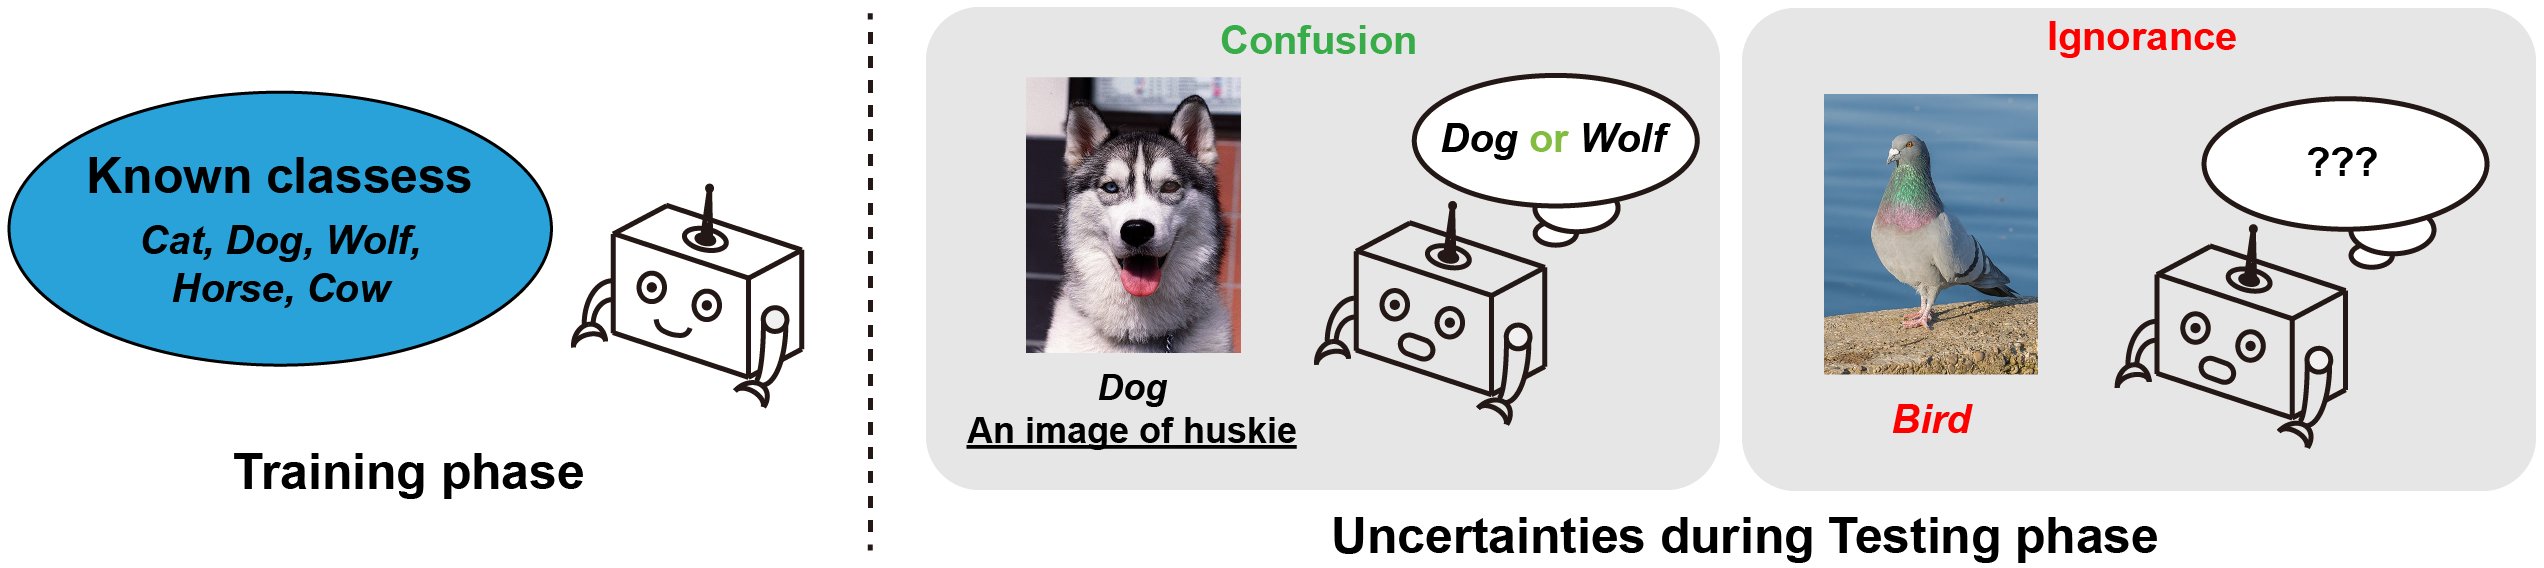 Known classess
Cat, Dog, Wolf,
Horse, Cow
Training phase
Confusion
Dog or Wolf
Dog
An image of huskie
Ignorance
???
Bird
Uncertainties during Testing phase